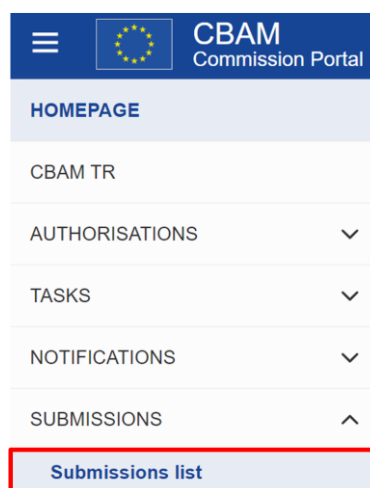 CBAM
Commission Portal
HOMEPAGE
CBAM TR
AUTHORISATIONS
TASKS
NOTIFICATIONS
SUBMISSIONS
Submissions list